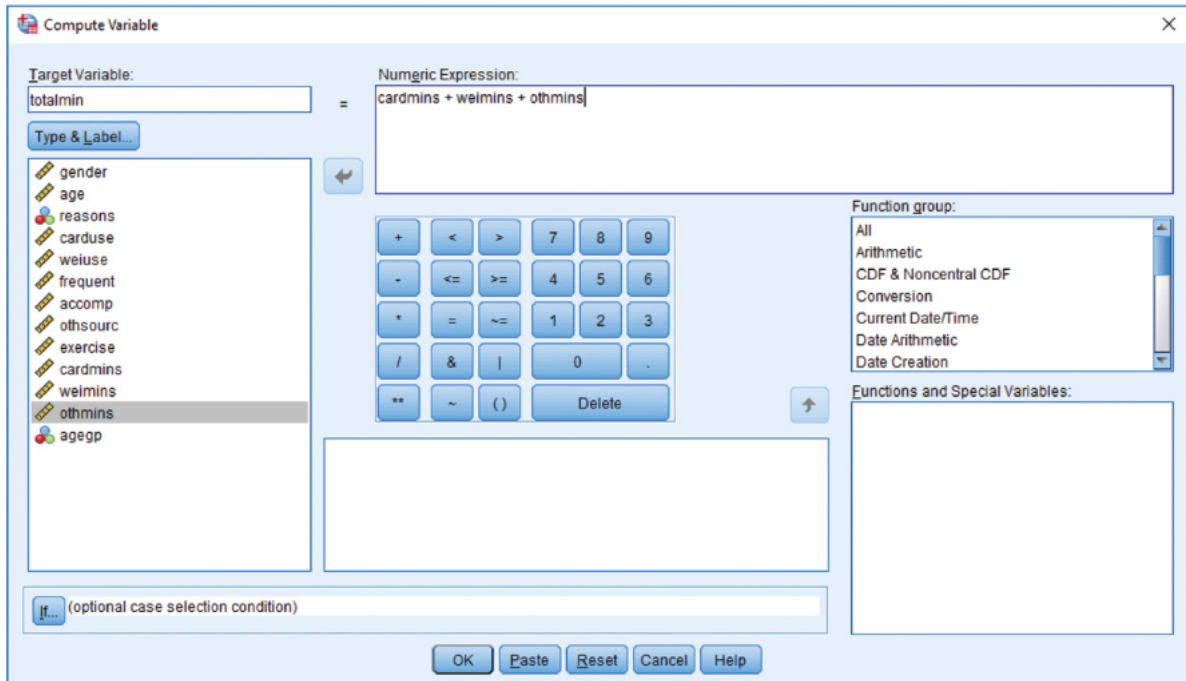 Compute Variable
Target Variable:
totalmin
=
Numeric Expression:
cardmins + weimins + othmins
Type & Label...
gender
age
reasons
carduse
weiuse
frequent
accomp
othsourc
exercise
cardmins
weimins
othmins
agegp
+ < > 7 8 9
- <= >= 4 5 6
* = ~= 1 2 3
/ & | 0 .
** ~ ( ) Delete
Function group:
All
Arithmetic
CDF & Noncentral CDF
Conversion
Current Date/Time
Date Arithmetic
Date Creation
Functions and Special Variables:
If... (optional case selection condition)
OK Paste Reset Cancel Help